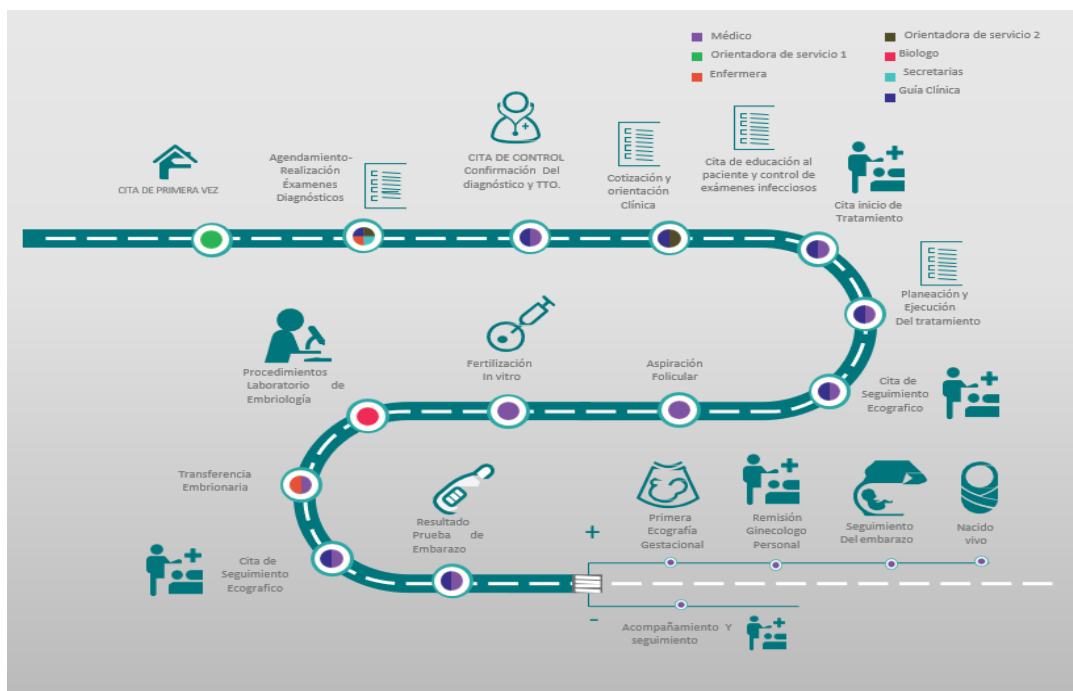 Médico
Orientadora de servicio 1
Enfermera
Orientadora de servicio 2
Biologo
Secretarias
Guía Clínica
CITA DE PRIMERA VEZ
Agendamiento-
Realización
Éxamenes
Diagnósticos
CITA DE CONTROL
Confirmación Del
diagnóstico y TTO.
Cotización y
orientación
Clínica
Cita de educación al
paciente y control de
exámenes infecciosos
Cita inicio de
Tratamiento
Planeación y
Ejecución
Del tratamiento
Cita de
Seguimiento
Ecografico
Aspiración
Folicular
Fertilización
In vitro
Procedimientos
Laboratorio de
Embriología
Transferencia
Embrionaria
Cita de
Seguimiento
Ecografico
Resultado
Prueba de
Embarazo
+
Primera
Ecografía
Gestacional
Remisión
Ginecologo
Personal
Seguimiento
Del embarazo
Nacido
vivo
-
Acompañamiento Y
seguimiento